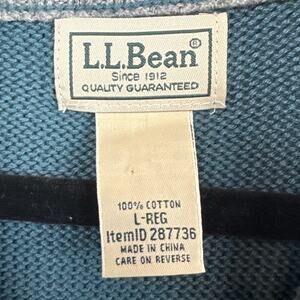 L.L.Bean®
Since 1912
QUALITY GUARANTEED
100% COTTON
L-REG
ItemID 287736
MADE IN CHINA
CARE ON REVERSE